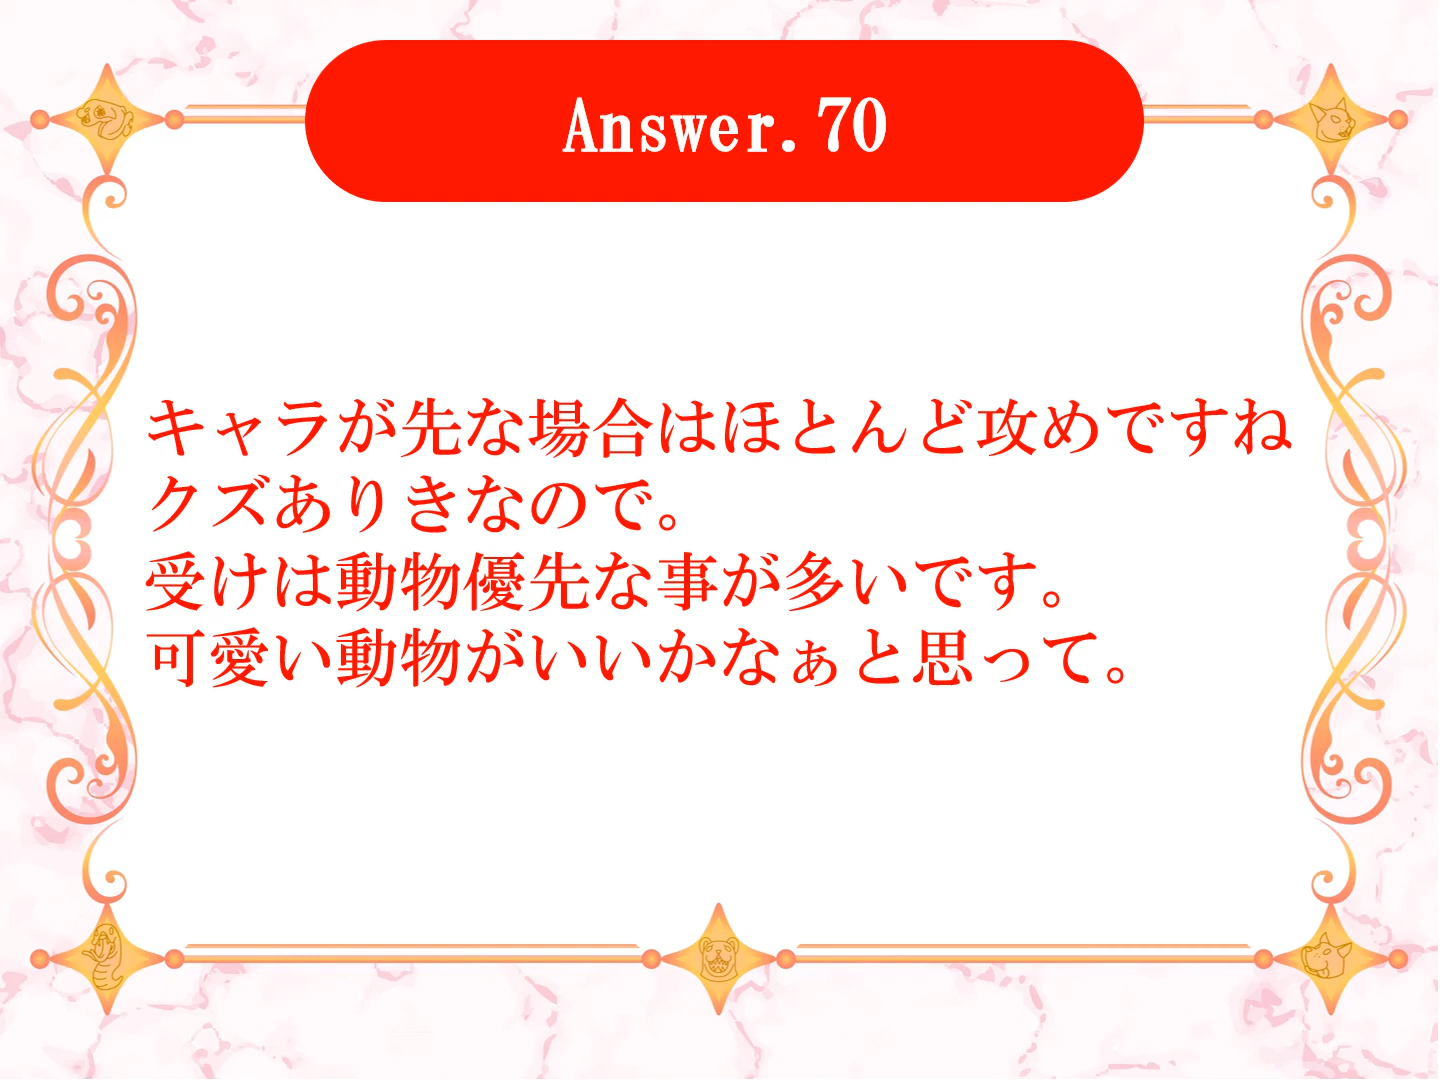 Answer.70
キャラが先な場合はほとんど攻めですね
クズありきなので。
受けは動物優先な事が多いです。
可愛い動物がいいかなぁと思って。